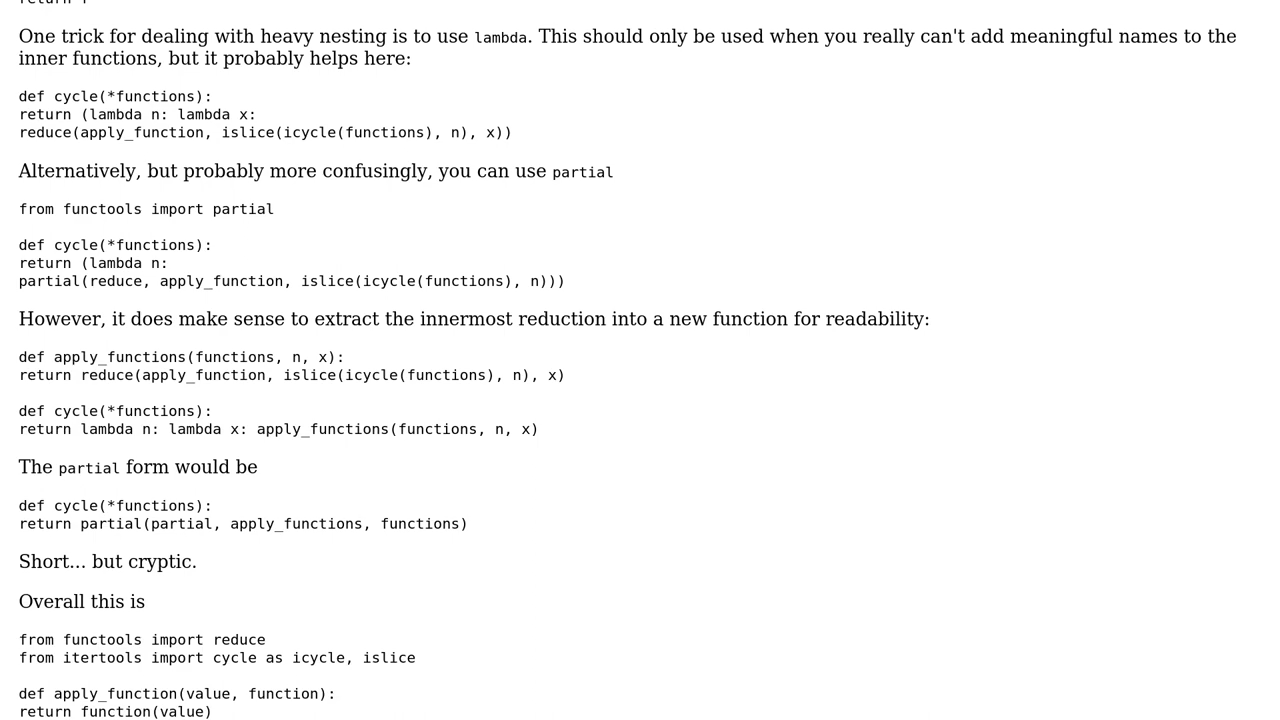 One trick for dealing with heavy nesting is to use lambda. This should only be used when you really can't add meaningful names to the
inner functions, but it probably helps here:
def cycle(*functions):
return (lambda n: lambda x:
reduce(apply_function, islice(icycle(functions), n), x))
Alternatively, but probably more confusingly, you can use partial
from functools import partial
def cycle(*functions):
return (lambda n:
partial(reduce, apply_function, islice(icycle(functions), n)))
However, it does make sense to extract the innermost reduction into a new function for readability:
def apply_functions(functions, n, x):
return reduce(apply_function, islice(icycle(functions), n), x)
def cycle(*functions):
return lambda n: lambda x: apply_functions(functions, n, x)
The partial form would be
def cycle(*functions):
return partial(partial, apply_functions, functions)
Short... but cryptic.
Overall this is
from functools import reduce
from itertools import cycle as icycle, islice
def apply_function(value, function):
return function(value)